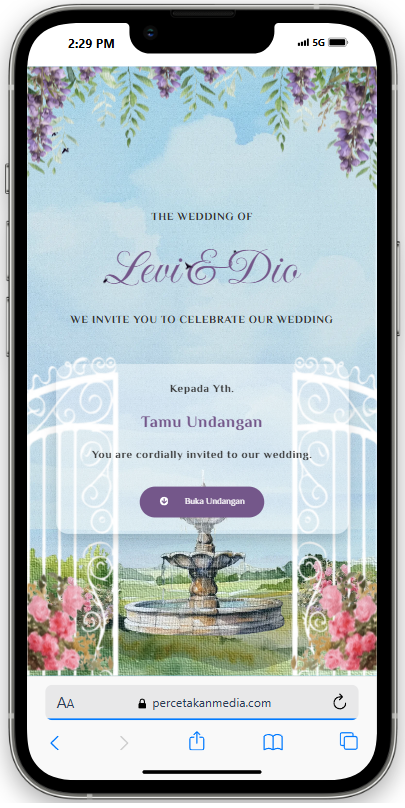 2:29 PM 5G
THE WEDDING OF
Levi & Dio
WE INVITE YOU TO CELEBRATE OUR WEDDING
Kepada Yth.
Tamu Undangan
You are cordially invited to our wedding.
Buka Undangan
AA percetakanmedia.com